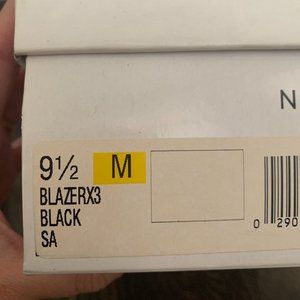 N
9½ M
BLAZERX3
BLACK
SA
0 290